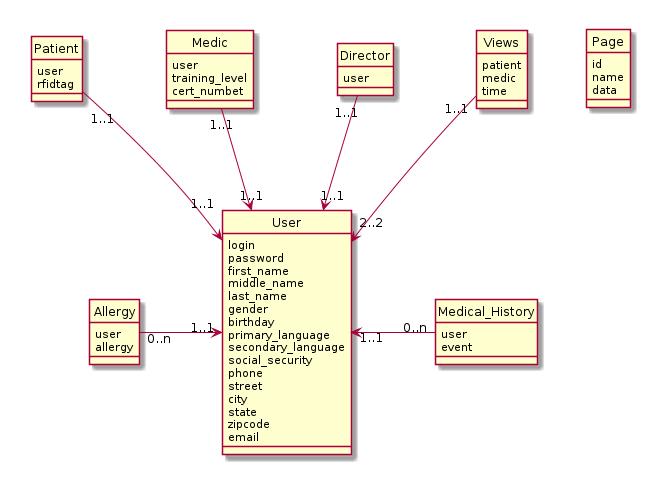 Patient
user
rfidtag
Medic
user
training_level
cert_numbet
Director
user
Views
patient
medic
time
Page
id
name
data
1..1
1..1
1..1
1..1
1..1
1..1
1..1
2..2
User
login
password
first_name
middle_name
last_name
gender
birthday
primary_language
secondary_language
social_security
phone
street
city
state
zipcode
email
Allergy
user
allergy
0..n
1..1
Medical_History
user
event
0..n
1..1